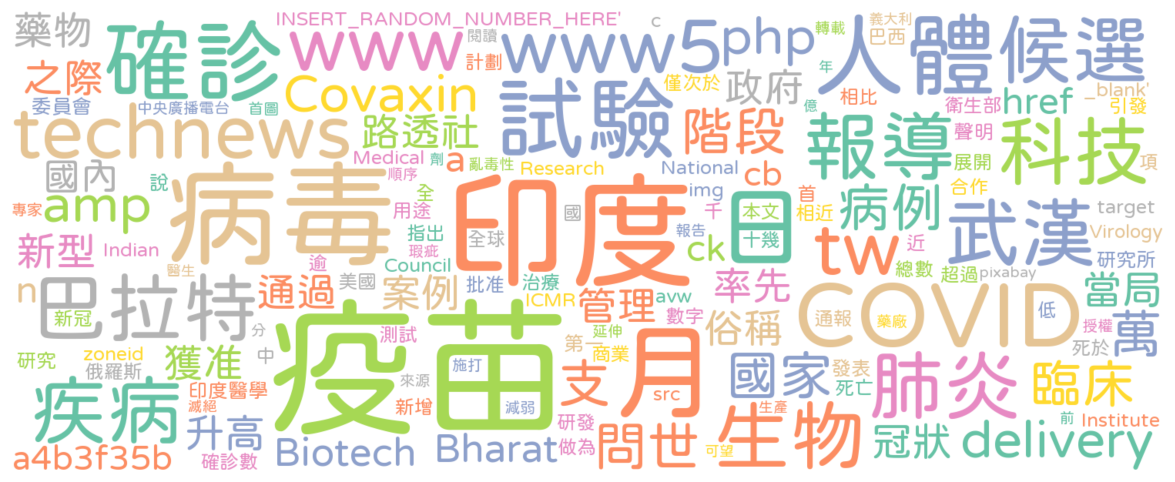 藥物 確診 INSERT_RANDOM_NUMBER_HERE' 閱讀 c 轉載 義大利
之際 www 計劃 www5php 僅次於 年 巴西 人體候選
委員會 中央廣播電台 首圖 Covaxin 試驗 政府 億 相比 衛生部 href _blank' 引發
technews 路透社 階段 報導 聲明 科技
國內 病毒 Medical 順序 劑 a 亂毒性 Research National img cb 首 本文 日 合作 展開 項
專家 說 amp 印度 國 千 十幾 相近 病例 武漢 target Virology
新型 Indian 逾 用途 指出 瑕疵 全 全球 報告 ck tw 近 總數 超過 pixabay 研究所
n 巴拉特 醫生 通過 美國 Council 案例 批准 治療 ICMR 管理 avw 率先 COVID 低 當局
新冠 分 疫苗 測試 延伸 數字 俗稱 通報 藥廠 授權 萬
研究 zoneid 俄羅斯 獲准 中 第一 商業 月 國家 發表 死亡 肺炎 死於 臨床
疾病 印度醫學 滅絕 來源 新增 施打 減弱 支 src 研發 生物 生產 前 Institute
a4b3f35b 升高 確診數 Biotech Bharat 做為 問世 可望 冠狀 delivery